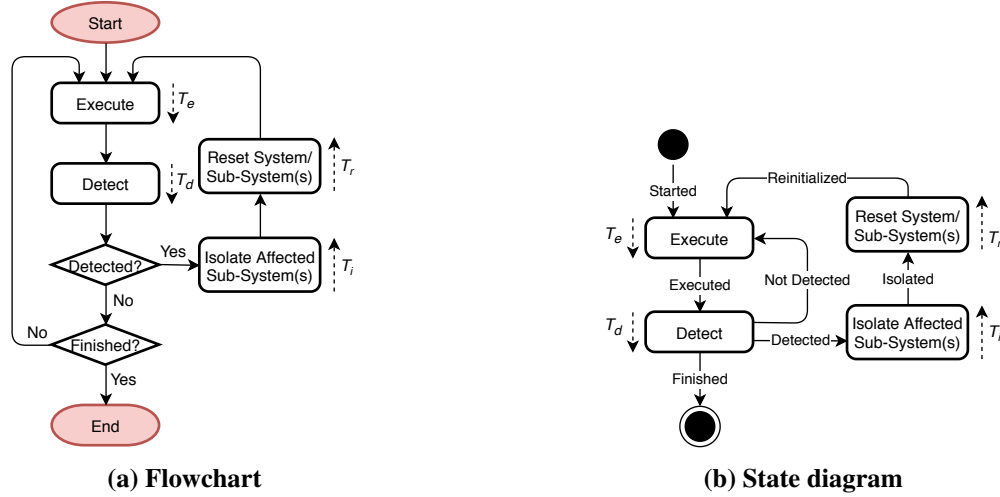 Start
Execute
T_e
Detect
T_d
Detected?
Yes
No
Finished?
No
Yes
End
Reset System/
Sub-System(s)
T_r
Isolate Affected
Sub-System(s)
T_i
(a) Flowchart
Started
Execute
T_e
Executed
Detect
T_d
Not Detected
Detected
Finished
Reinitialized
Reset System/
Sub-System(s)
Isolated
Isolate Affected
Sub-System(s)
(b) State diagram